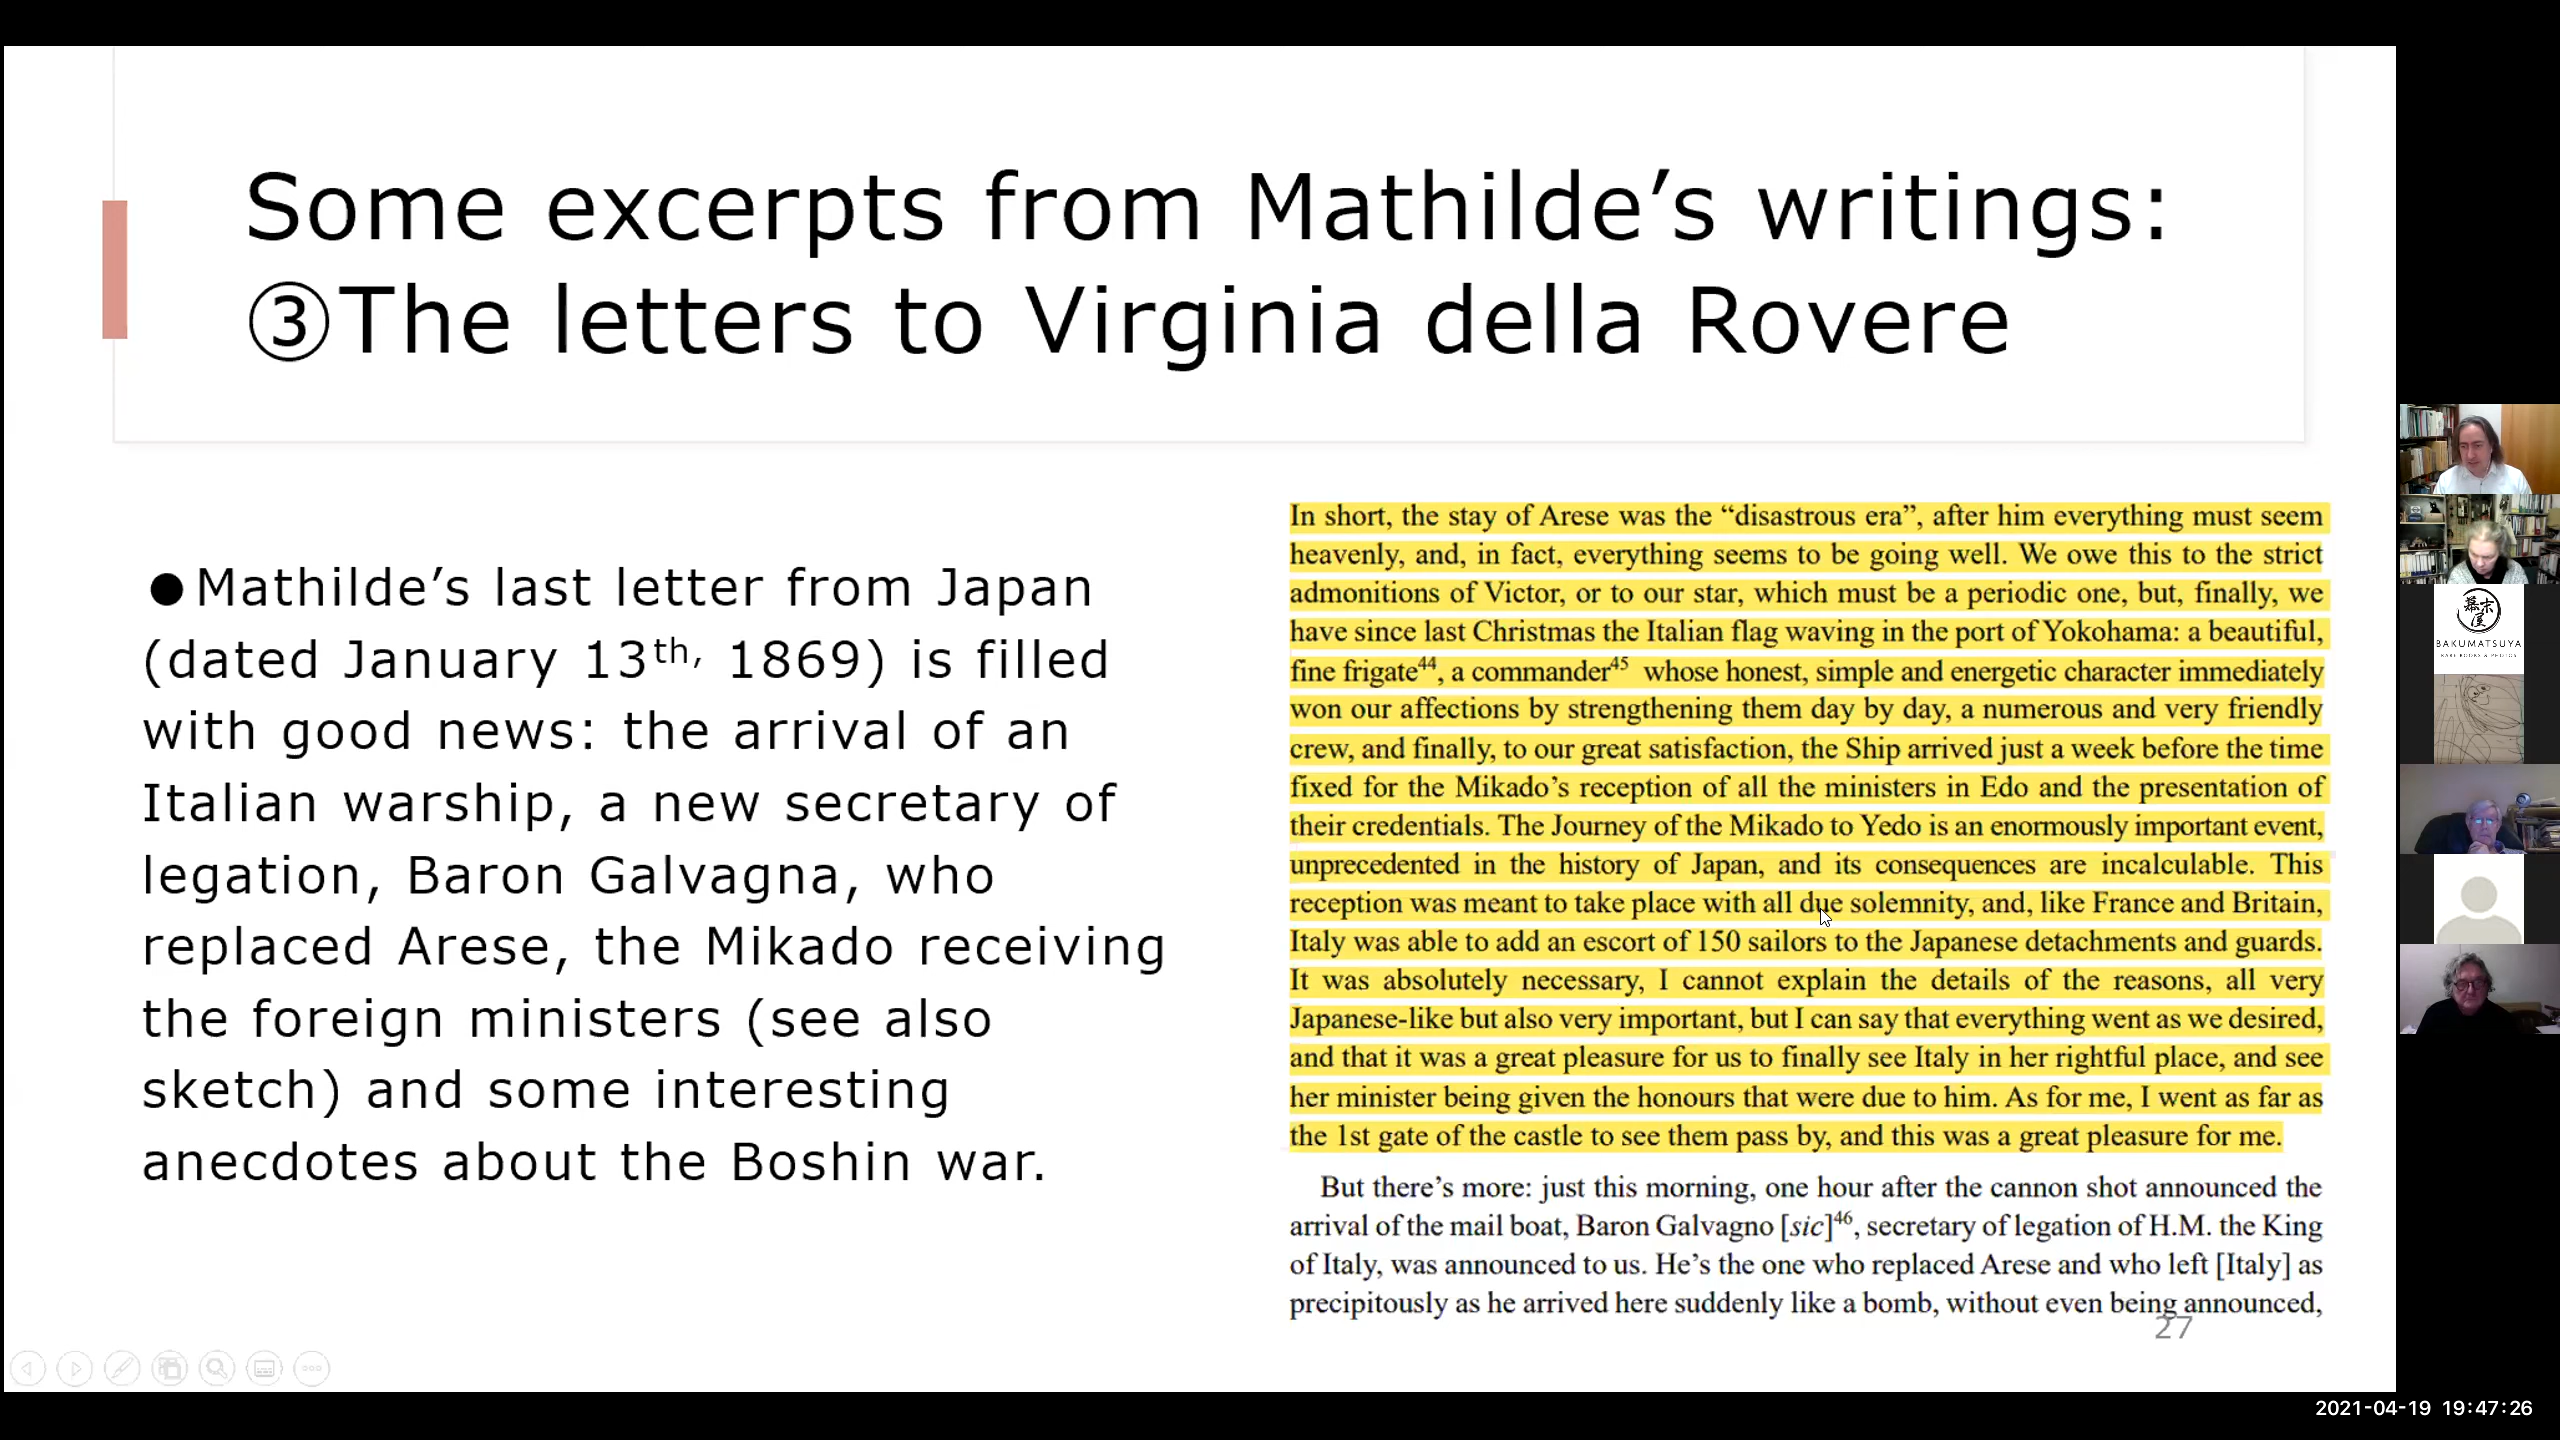 Some excerpts from Mathilde’s writings:
③The letters to Virginia della Rovere
●Mathilde’s last letter from Japan
(dated January 13th, 1869) is filled
with good news: the arrival of an
Italian warship, a new secretary of
legation, Baron Galvagna, who
replaced Arese, the Mikado receiving
the foreign ministers (see also
sketch) and some interesting
anecdotes about the Boshin war.
In short, the stay of Arese was the “disastrous era”, after him everything must seem
heavenly, and, in fact, everything seems to be going well. We owe this to the strict
admonitions of Victor, or to our star, which must be a periodic one, but, finally, we
have since last Christmas the Italian flag waving in the port of Yokohama: a beautiful,
fine frigate44, a commander45 whose honest, simple and energetic character immediately
won our affections by strengthening them day by day, a numerous and very friendly
crew, and finally, to our great satisfaction, the Ship arrived just a week before the time
fixed for the Mikado’s reception of all the ministers in Edo and the presentation of
their credentials. The Journey of the Mikado to Yedo is an enormously important event,
unprecedented in the history of Japan, and its consequences are incalculable. This
reception was meant to take place with all due solemnity, and, like France and Britain,
Italy was able to add an escort of 150 sailors to the Japanese detachments and guards.
It was absolutely necessary, I cannot explain the details of the reasons, all very
Japanese-like but also very important, but I can say that everything went as we desired,
and that it was a great pleasure for us to finally see Italy in her rightful place, and see
her minister being given the honours that were due to him. As for me, I went as far as
the 1st gate of the castle to see them pass by, and this was a great pleasure for me.
But there’s more: just this morning, one hour after the cannon shot announced the
arrival of the mail boat, Baron Galvagno [sic]46, secretary of legation of H.M. the King
of Italy, was announced to us. He’s the one who replaced Arese and who left [Italy] as
precipitously as he arrived here suddenly like a bomb, without even being announced,
27
幕末屋
BAKUMATSUYA
RARE BOOKS & PHOTOS
2021-04-19 19:47:26